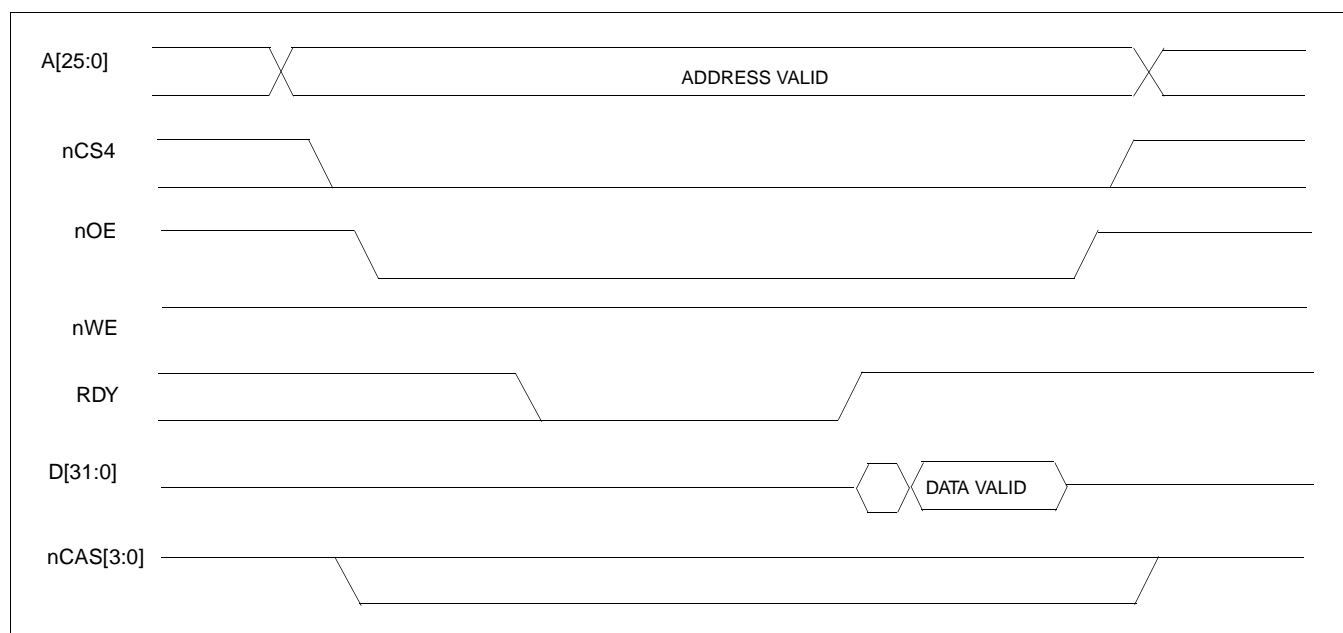 A[25:0]
ADDRESS VALID
nCS4
nOE
nWE
RDY
D[31:0]
DATA VALID
nCAS[3:0]